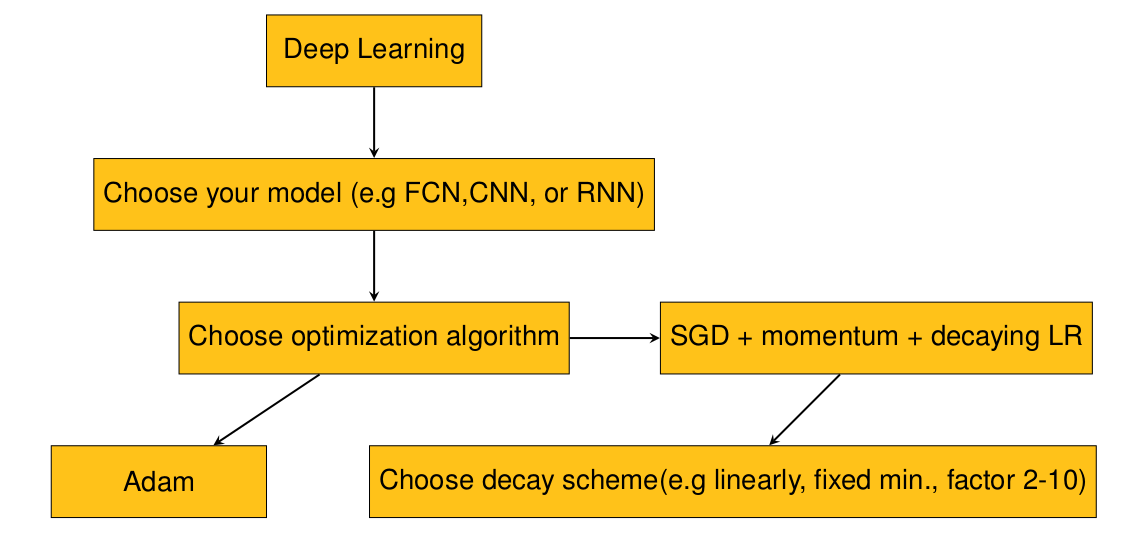 Deep Learning
Choose your model (e.g FCN,CNN, or RNN)
Choose optimization algorithm
SGD + momentum + decaying LR
Adam
Choose decay scheme(e.g linearly, fixed min., factor 2-10)